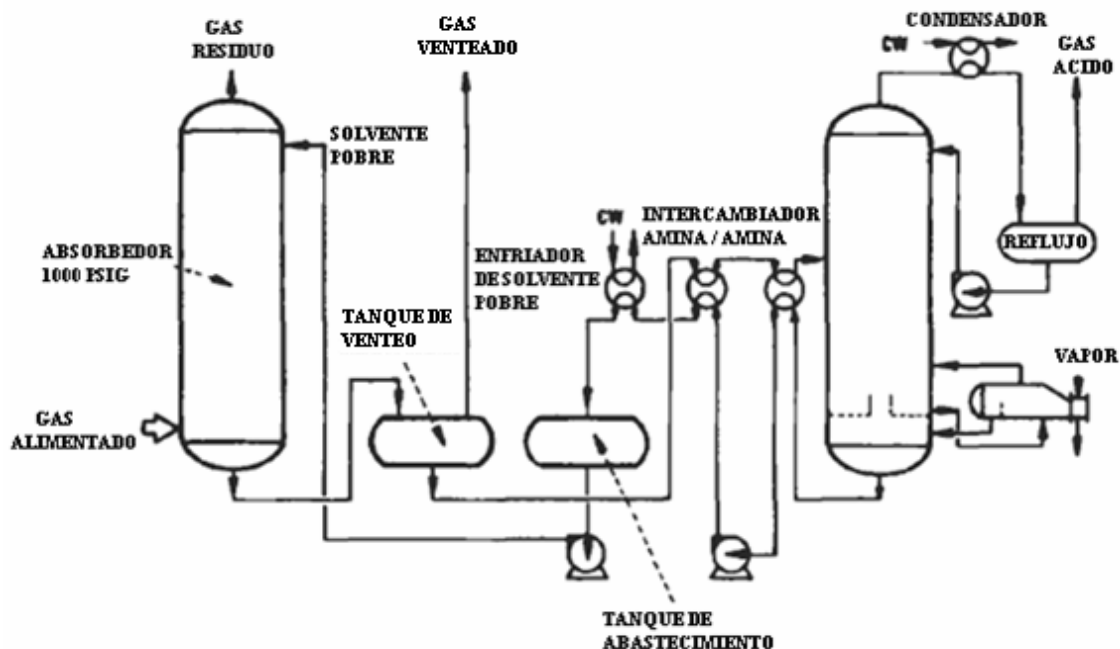 GAS
RESIDUO
GAS
VENTEADO
CONDENSADOR
CW
GAS
ACIDO
SOLVENTE
POBRE
ABSORBEDOR
1000 PSIG
CW
INTERCAMBIADOR
AMINA / AMINA
ENFRIADOR
DE SOLVENTE
POBRE
REFLUJO
TANQUE DE
VENTEO
VAPOR
GAS
ALIMENTADO
TANQUE DE
ABASTECIMIENTO